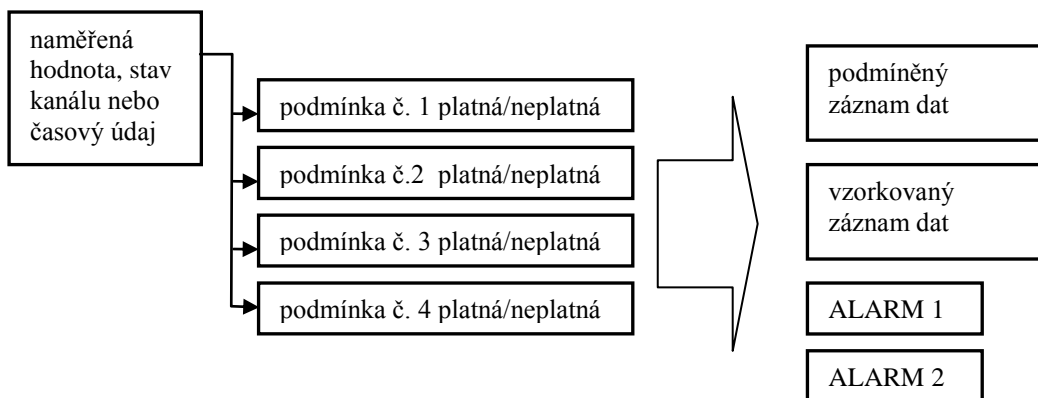 naměřená
hodnota, stav
kanálu nebo
časový údaj
podmínka č. 1 platná/neplatná
podmínka č.2  platná/neplatná
podmínka č. 3 platná/neplatná
podmínka č. 4 platná/neplatná
podmíněný
záznam dat
vzorkovaný
záznam dat
ALARM 1
ALARM 2